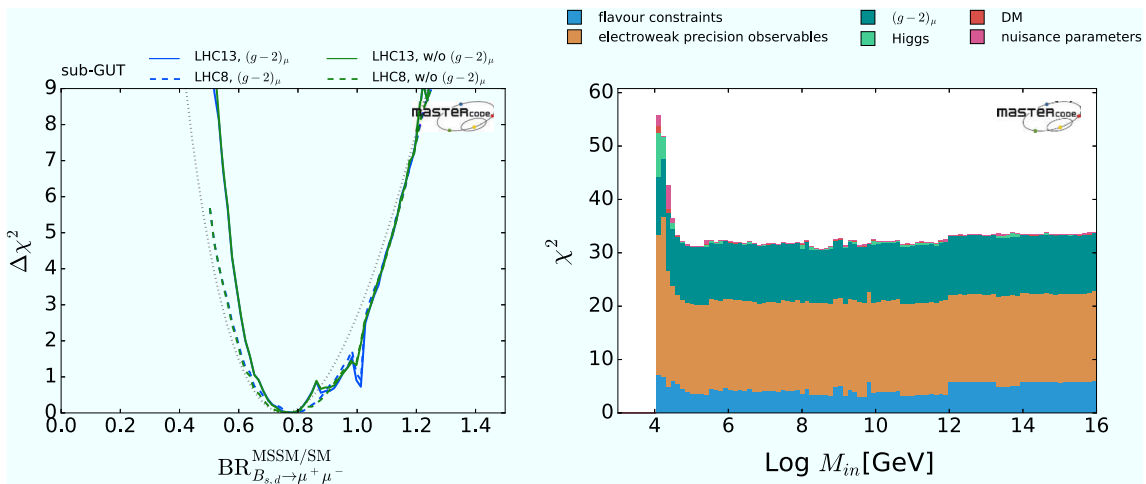 sub-GUT
LHC13, (g−2)μ
LHC8, (g−2)μ
LHC13, w/o (g−2)μ
LHC8, w/o (g−2)μ
MASTERCODE
Δχ²
9
8
7
6
5
4
3
2
1
0
0.0 0.2 0.4 0.6 0.8 1.0 1.2 1.4
BR^{MSSM/SM}_{B_{s,d}→μ⁺μ⁻}
flavour constraints
electroweak precision observables
(g−2)μ
Higgs
DM
nuisance parameters
MASTERCODE
χ²
60
50
40
30
20
10
0
4 6 8 10 12 14 16
Log M_{in}[GeV]